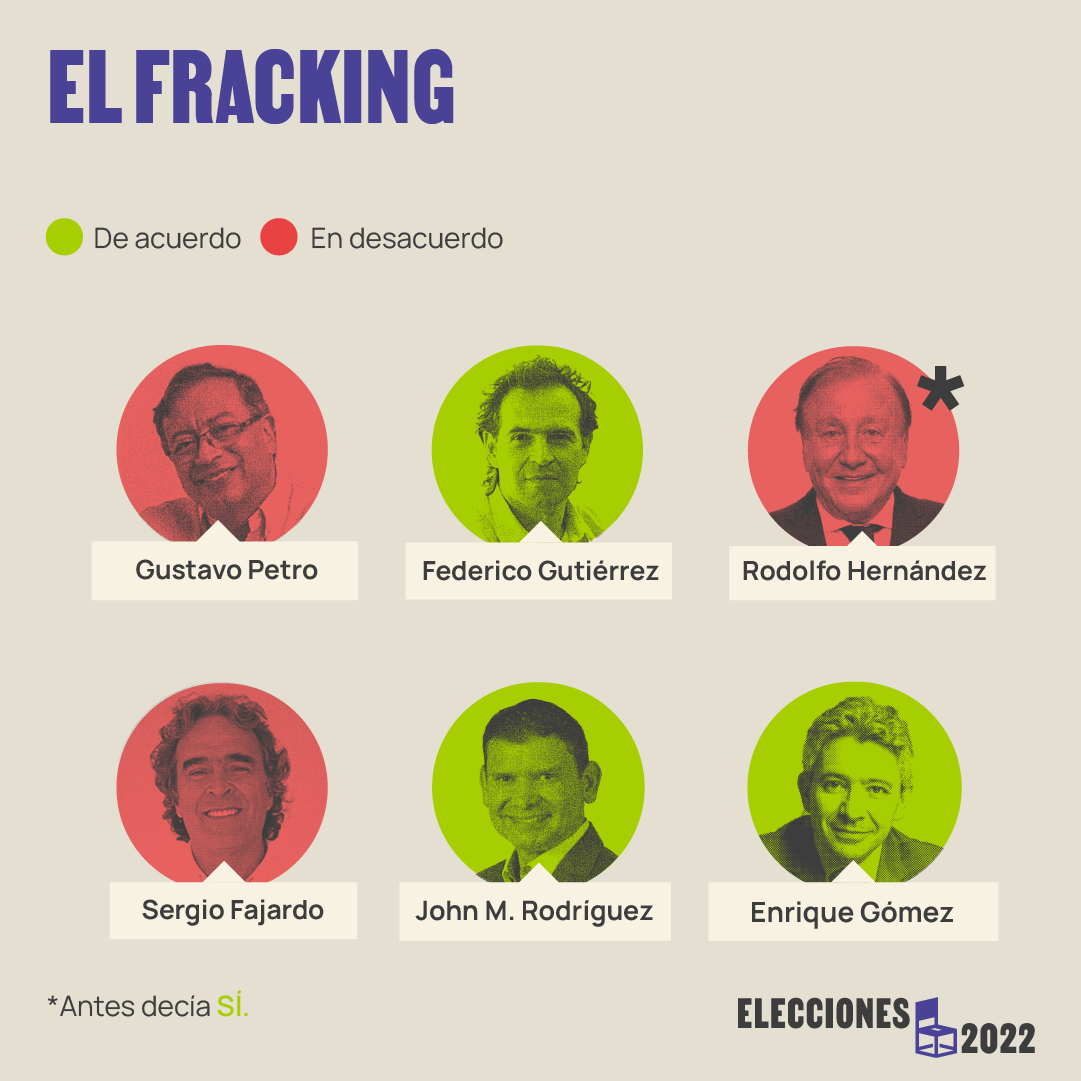 EL FRACKING
De acuerdo En desacuerdo
Gustavo Petro Federico Gutiérrez Rodolfo Hernández
*
Sergio Fajardo John M. Rodríguez Enrique Gómez
*Antes decía SÍ.
ELECCIONES 2022